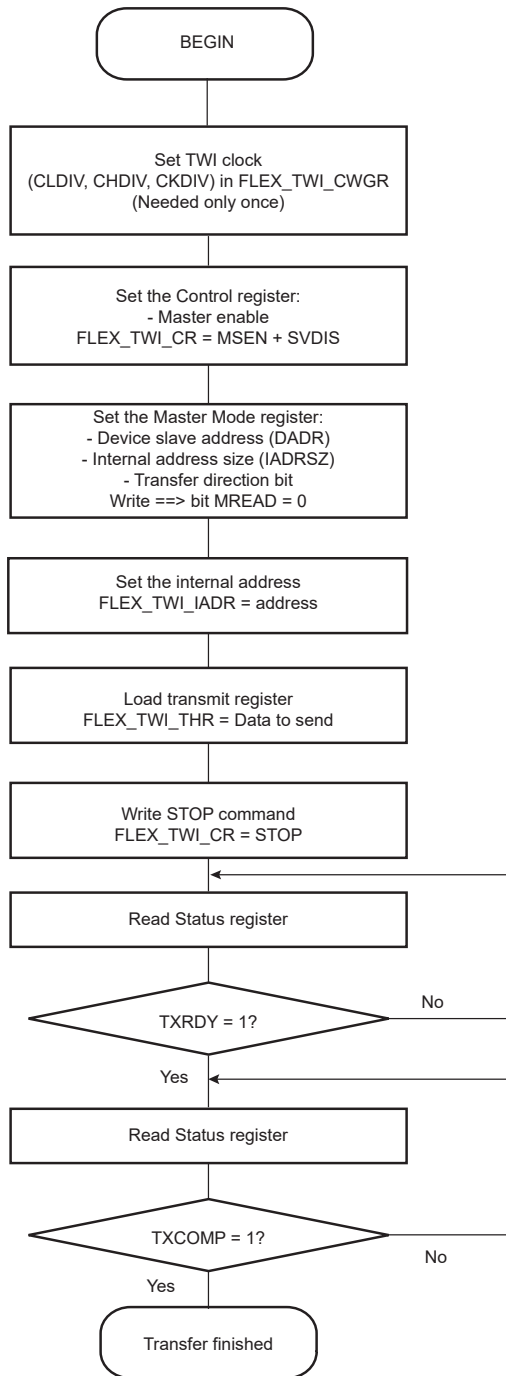 BEGIN
Set TWI clock
(CLDIV, CHDIV, CKDIV) in FLEX_TWI_CWGR
(Needed only once)
Set the Control register:
- Master enable
FLEX_TWI_CR = MSEN + SVDIS
Set the Master Mode register:
- Device slave address (DADR)
- Internal address size (IADRSZ)
- Transfer direction bit
Write ==> bit MREAD = 0
Set the internal address
FLEX_TWI_IADR = address
Load transmit register
FLEX_TWI_THR = Data to send
Write STOP command
FLEX_TWI_CR = STOP
Read Status register
TXRDY = 1?
No
Yes
Read Status register
TXCOMP = 1?
No
Yes
Transfer finished